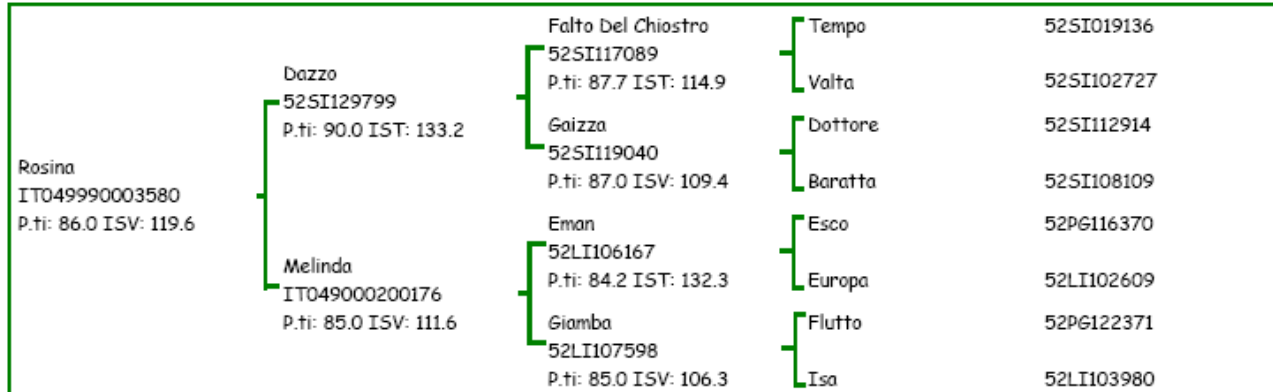 Rosina
IT049990003580
P.ti: 86.0 ISV: 119.6
Dazzo
52SI129799
P.ti: 90.0 IST: 133.2
Melinda
IT049000200176
P.ti: 85.0 ISV: 111.6
Falto Del Chiostro
52SI117089
P.ti: 87.7 IST: 114.9
Gaizza
52SI119040
P.ti: 87.0 ISV: 109.4
Eman
52LI106167
P.ti: 84.2 IST: 132.3
Giamba
52LI107598
P.ti: 85.0 ISV: 106.3
Tempo 52SI019136
Valta 52SI102727
Dottore 52SI112914
Baratta 52SI108109
Esco 52PG116370
Europa 52LI102609
Flutto 52PG122371
Isa 52LI103980